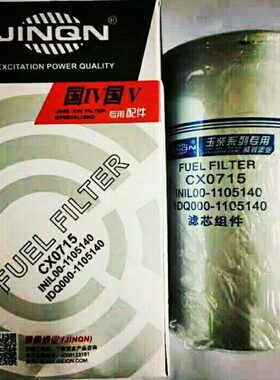 JINQN
EXCITATION POWER QUALITY
国IV国V
专用配件
FUEL FILTER
CX0715
INIL00-1105140
IDQ000-1105140
(JINQN)
玉柴系列专用
FUEL FILTER
CX0715
INIL00-1105140
IDQ000-1105140
滤芯组件